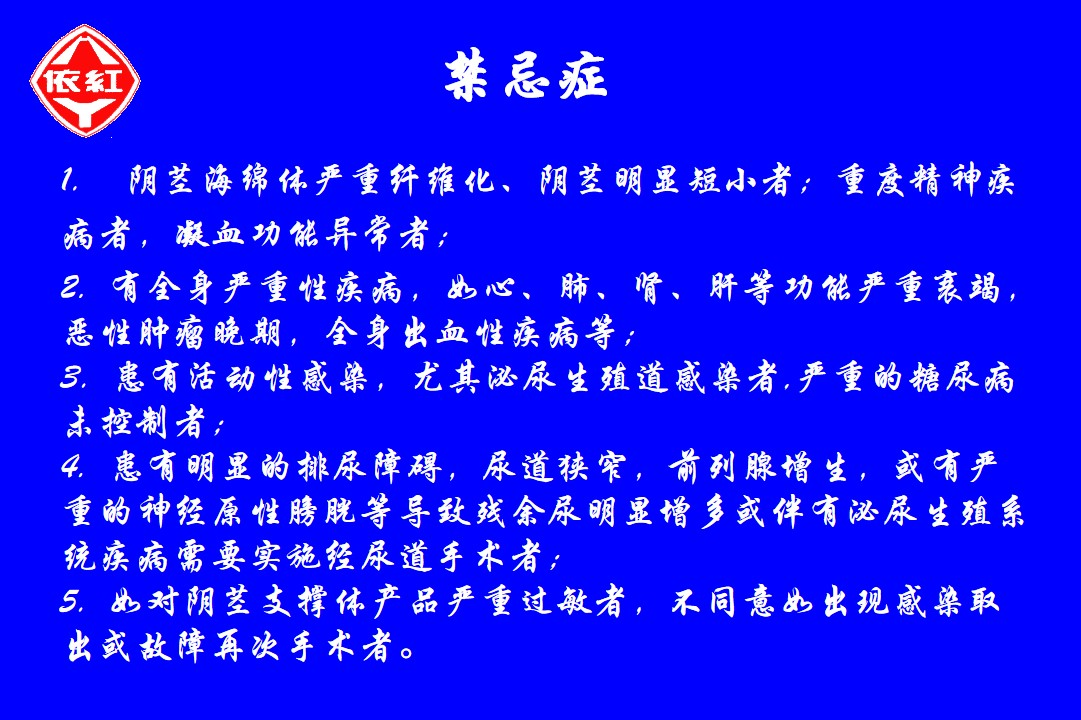 依紅
禁忌症
1. 阴茎海绵体严重纤维化、阴茎明显短小者；重度精神疾
病者，凝血功能异常者；
2. 有全身严重性疾病，如心、肺、肾、肝等功能严重衰竭，
恶性肿瘤晚期，全身出血性疾病等；
3. 患有活动性感染，尤其泌尿生殖道感染者.严重的糖尿病
未控制者；
4. 患有明显的排尿障碍，尿道狭窄，前列腺增生，或有严
重的神经原性膀胱等导致残余尿明显增多或伴有泌尿生殖系
统疾病需要实施经尿道手术者；
5. 如对阴茎支撑体产品严重过敏者，不同意如出现感染取
出或故障再次手术者。